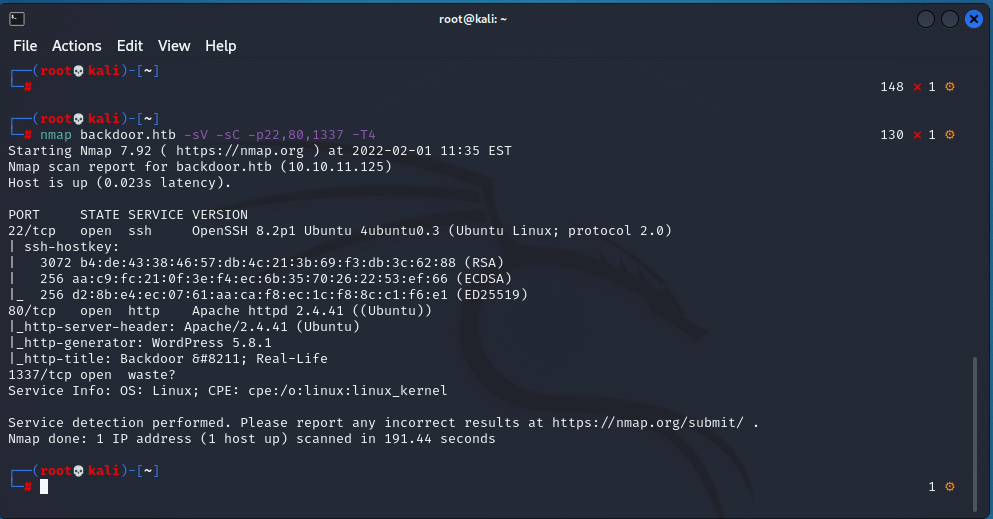 root@kali: ~
File Actions Edit View Help
┌──(root💀kali)-[~]
└─# 148 ⨯ 1 ⚙
┌──(root💀kali)-[~]
└─# nmap backdoor.htb -sV -sC -p22,80,1337 -T4 130 ⨯ 1 ⚙
Starting Nmap 7.92 ( https://nmap.org ) at 2022-02-01 11:35 EST
Nmap scan report for backdoor.htb (10.10.11.125)
Host is up (0.023s latency).
PORT     STATE SERVICE VERSION
22/tcp   open  ssh     OpenSSH 8.2p1 Ubuntu 4ubuntu0.3 (Ubuntu Linux; protocol 2.0)
| ssh-hostkey:
|   3072 b4:de:43:38:46:57:db:4c:21:3b:69:f3:db:3c:62:88 (RSA)
|   256 aa:c9:fc:21:0f:3e:f4:ec:6b:35:70:26:22:53:ef:66 (ECDSA)
|_  256 d2:8b:e4:ec:07:61:aa:ca:f8:ec:1c:f8:8c:c1:f6:e1 (ED25519)
80/tcp   open  http    Apache httpd 2.4.41 ((Ubuntu))
|_http-server-header: Apache/2.4.41 (Ubuntu)
|_http-generator: WordPress 5.8.1
|_http-title: Backdoor &#8211; Real-Life
1337/tcp open  waste?
Service Info: OS: Linux; CPE: cpe:/o:linux:linux_kernel
Service detection performed. Please report any incorrect results at https://nmap.org/submit/ .
Nmap done: 1 IP address (1 host up) scanned in 191.44 seconds
┌──(root💀kali)-[~]
└─# 1 ⚙